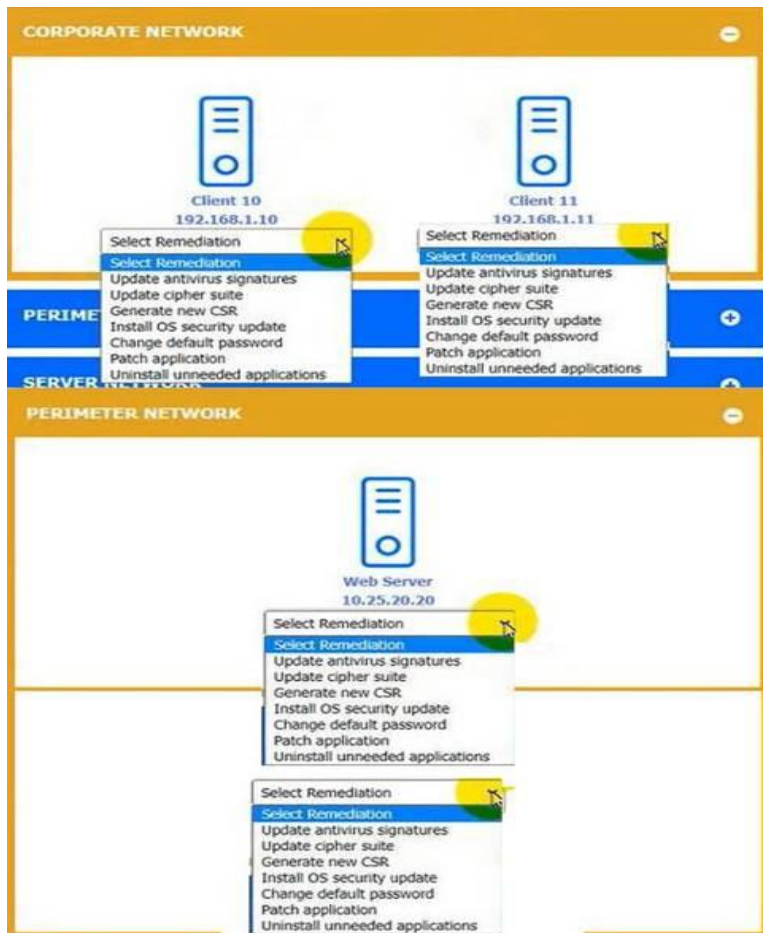 CORPORATE NETWORK
Client 10
192.168.1.10
Select Remediation
Select Remediation
Update antivirus signatures
Update cipher suite
Generate new CSR
Install OS security update
Change default password
Patch application
Uninstall unneeded applications
Client 11
192.168.1.11
Select Remediation
Select Remediation
Update antivirus signatures
Update cipher suite
Generate new CSR
Install OS security update
Change default password
Patch application
Uninstall unneeded applications
PERIME
SERVER NETWORK
PERIMETER NETWORK
Web Server
10.25.20.20
Select Remediation
Select Remediation
Update antivirus signatures
Update cipher suite
Generate new CSR
Install OS security update
Change default password
Patch application
Uninstall unneeded applications
Select Remediation
Select Remediation
Update antivirus signatures
Update cipher suite
Generate new CSR
Install OS security update
Change default password
Patch application
Uninstall unneeded applications